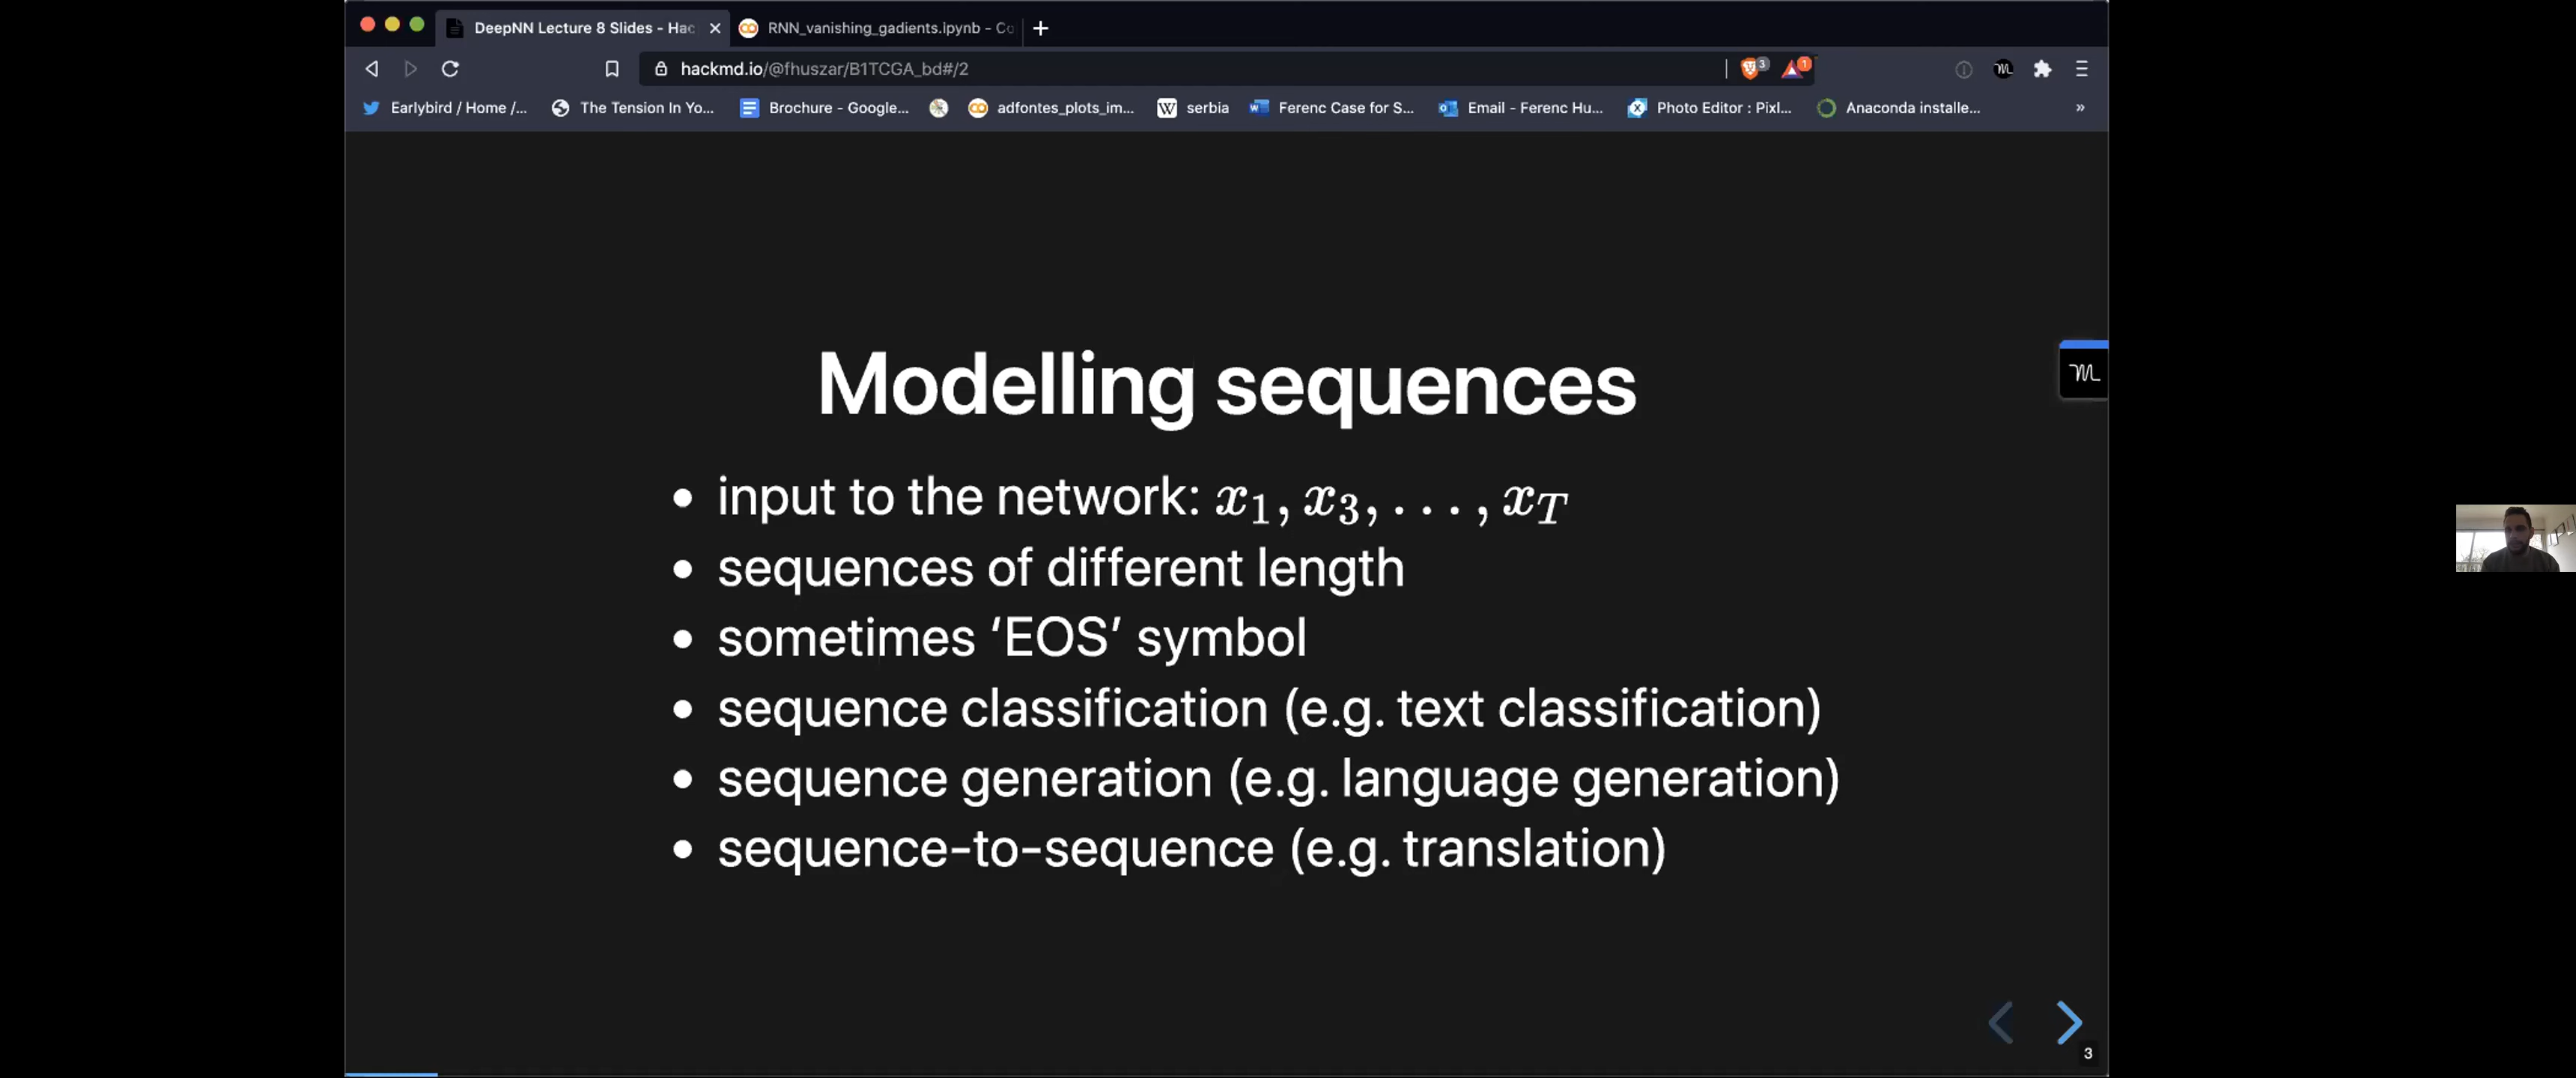 DeepNN Lecture 8 Slides - Hac
RNN_vanishing_gadients.ipynb - Co
hackmd.io/@fhuszar/B1TCGA_bd#/2
3
1
Earlybird / Home /...
The Tension In Yo...
Brochure - Google...
adfontes_plots_im...
W
serbia
Ferenc Case for S...
Email - Ferenc Hu...
Photo Editor : Pixl...
Anaconda installe...
»
Modelling sequences
• input to the network: x₁, x₃, . . . , x_T
• sequences of different length
• sometimes ‘EOS’ symbol
• sequence classification (e.g. text classification)
• sequence generation (e.g. language generation)
• sequence-to-sequence (e.g. translation)
3